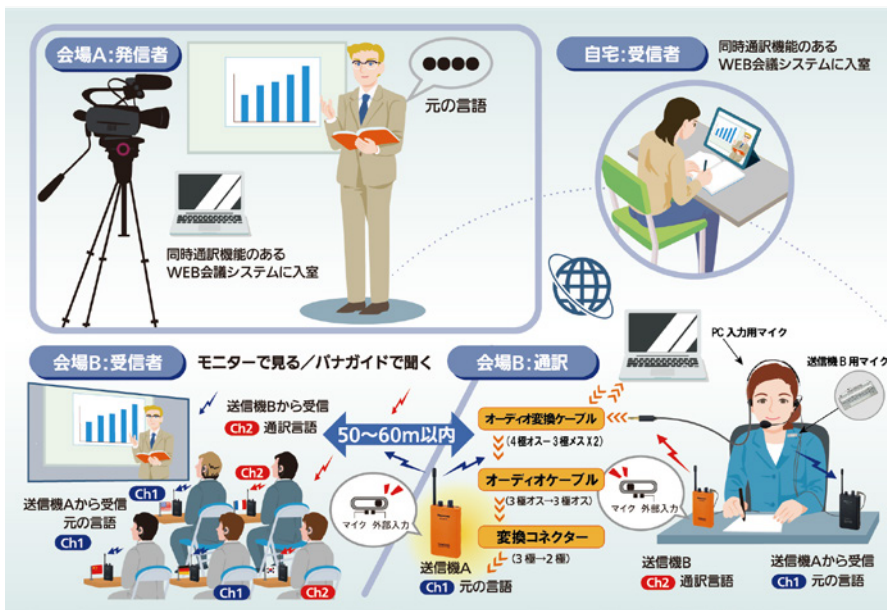 会場A:発信者
●●●●
元の言語
同時通訳機能のある
WEB会議システムに入室
自宅:受信者
同時通訳機能のある
WEB会議システムに入室
会場B:受信者
モニターで見る／パナガイドで聞く
会場B:通訳
送信機Bから受信
Ch2 通訳言語
50〜60m以内
Ch1
Ch2
送信機Aから受信
元の言語
Ch1
Ch1
Ch2
マイク 外部入力
送信機A
Ch1 元の言語
オーディオ変換ケーブル
(4極オスー3極メスX2)
オーディオケーブル
(3極オス→3極オス)
変換コネクター
(3極→2極)
PC入力用マイク
送信機B用マイク
マイク 外部入力
送信機B
Ch2 通訳言語
送信機Aから受信
Ch1 元の言語